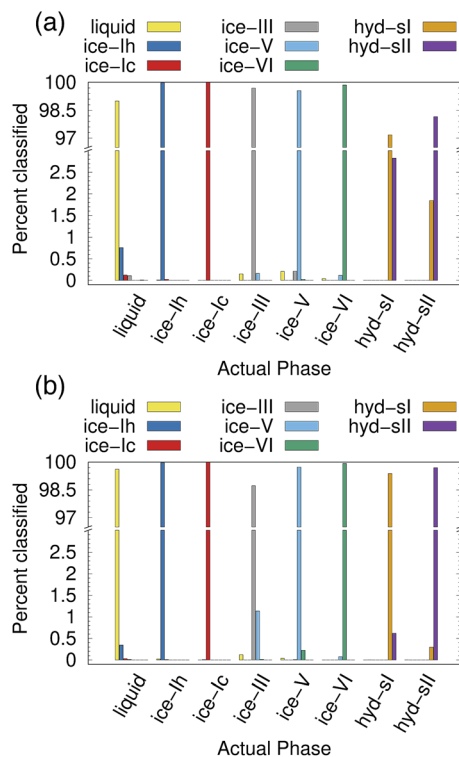 (a)
liquid ice−III hyd−sI
ice−Ih ice−V hyd−sII
ice−Ic ice−VI
Percent classified
100
98.5
97
2.5
2
1.5
1
0.5
0
liquid ice−Ih ice−Ic ice−III ice−V ice−VI hyd−sI hyd−sII
Actual Phase
(b)
liquid ice−III hyd−sI
ice−Ih ice−V hyd−sII
ice−Ic ice−VI
Percent classified
100
98.5
97
2.5
2
1.5
1
0.5
0
liquid ice−Ih ice−Ic ice−III ice−V ice−VI hyd−sI hyd−sII
Actual Phase